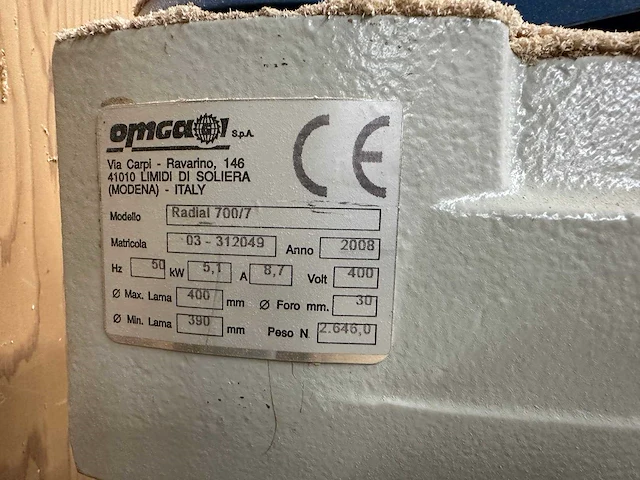 omga S.p.A.
Via Carpi - Ravarino, 146
41010 LIMIDI DI SOLIERA
(MODENA) - ITALY
CE
Modello Radial 700/7
Matricola 03-312049 Anno 2008
Hz 50 kW 5,1 A 8,7 Volt 400
Ø Max. Lama 400 mm Ø Foro mm. 30
Ø Min. Lama 390 mm Peso N 2.646,0